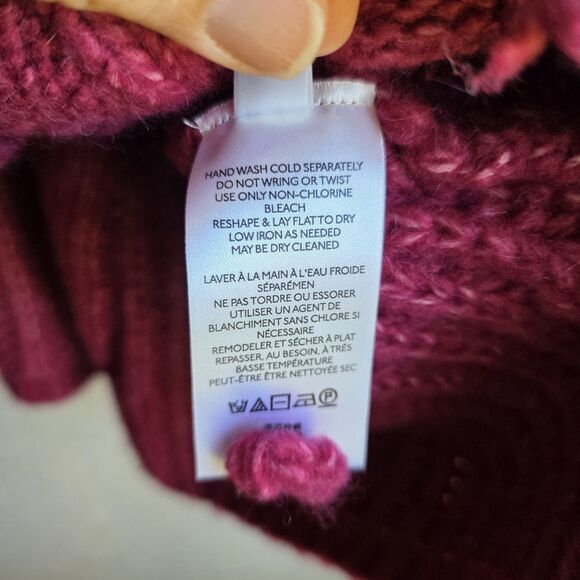 HAND WASH COLD SEPARATELY
DO NOT WRING OR TWIST
USE ONLY NON-CHLORINE
BLEACH
RESHAPE & LAY FLAT TO DRY
LOW IRON AS NEEDED
MAY BE DRY CLEANED
LAVER À LA MAIN À L'EAU FROIDE
SÉPARÉMEN
NE PAS TORDRE OU ESSORER
UTILISER UN AGENT DE
BLANCHIMENT SANS CHLORE SI
NÉCESSAIRE
REMODELER ET SÉCHER À PLAT
REPASSER, AU BESOIN, À TRÉS
BASSE TEMPÉRATURE
PEUT-ÊTRE ÊTRE NETTOYÉE SEC
P